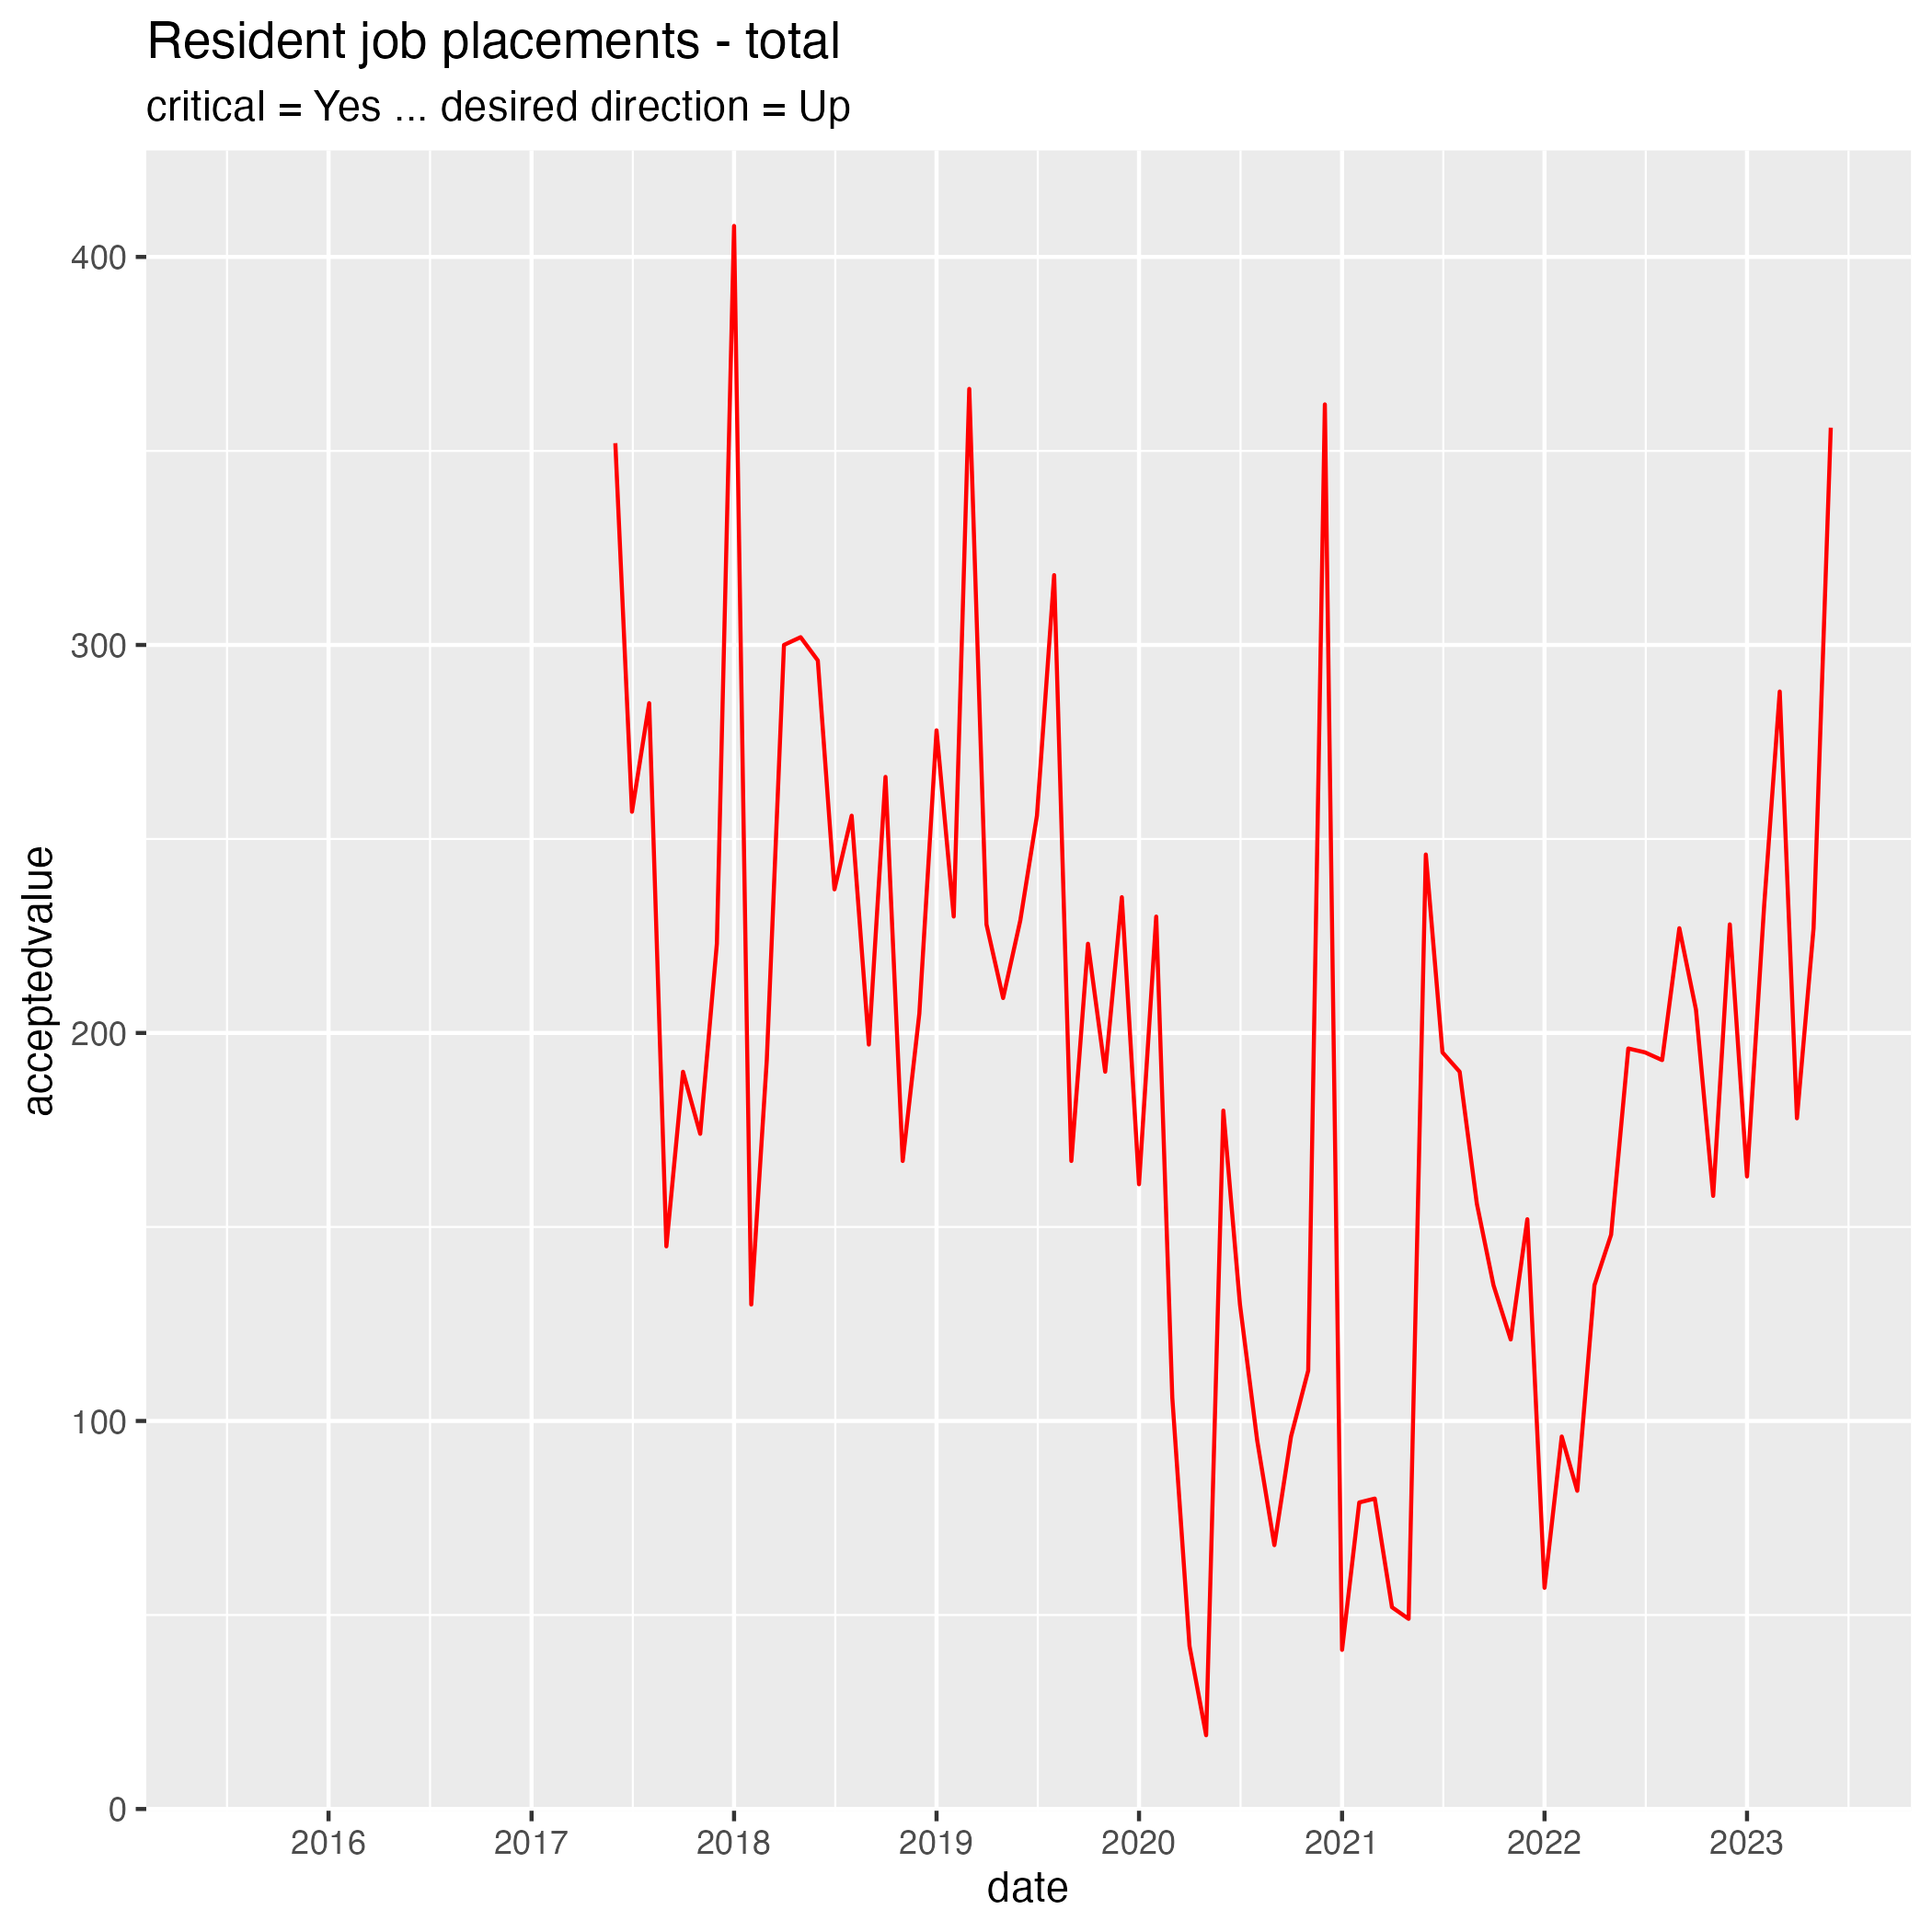 Resident job placements - total
critical = Yes ... desired direction = Up
acceptedvalue
400
300
200
100
0
2016 2017 2018 2019 2020 2021 2022 2023
date